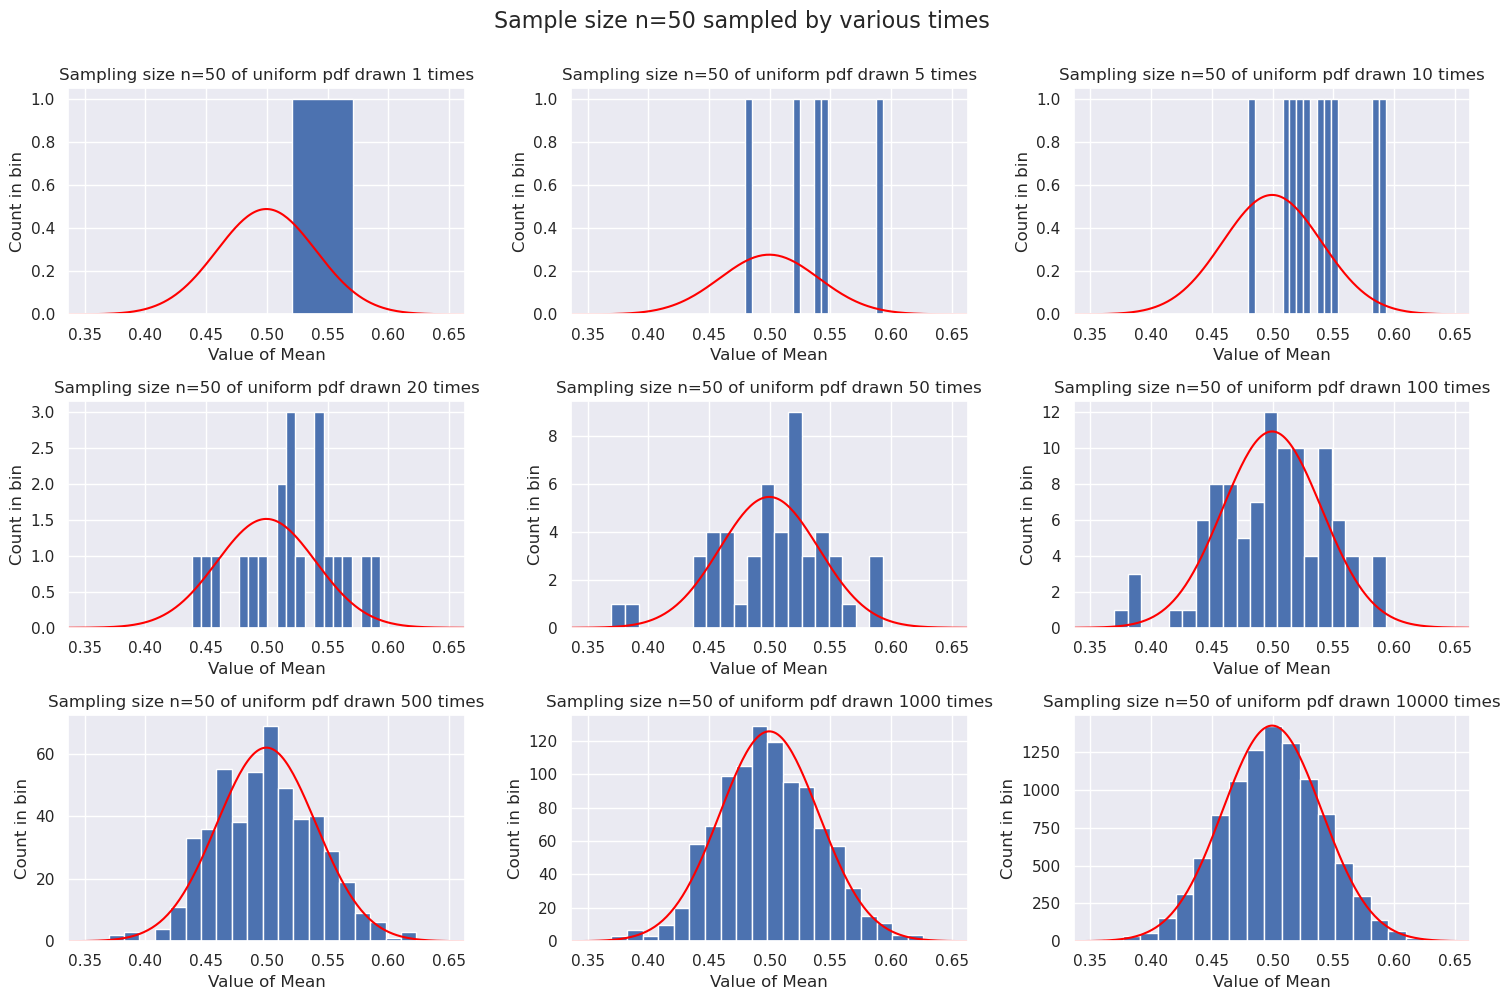 Sample size n=50 sampled by various times
Sampling size n=50 of uniform pdf drawn 1 times
1.0
0.8
0.6
0.4
0.2
0.0
Count in bin
0.35 0.40 0.45 0.50 0.55 0.60 0.65
Value of Mean
Sampling size n=50 of uniform pdf drawn 5 times
1.0
0.8
0.6
0.4
0.2
0.0
Count in bin
0.35 0.40 0.45 0.50 0.55 0.60 0.65
Value of Mean
Sampling size n=50 of uniform pdf drawn 10 times
1.0
0.8
0.6
0.4
0.2
0.0
Count in bin
0.35 0.40 0.45 0.50 0.55 0.60 0.65
Value of Mean
Sampling size n=50 of uniform pdf drawn 20 times
3.0
2.5
2.0
1.5
1.0
0.5
0.0
Count in bin
0.35 0.40 0.45 0.50 0.55 0.60 0.65
Value of Mean
Sampling size n=50 of uniform pdf drawn 50 times
8
6
4
2
0
Count in bin
0.35 0.40 0.45 0.50 0.55 0.60 0.65
Value of Mean
Sampling size n=50 of uniform pdf drawn 100 times
12
10
8
6
4
2
0
Count in bin
0.35 0.40 0.45 0.50 0.55 0.60 0.65
Value of Mean
Sampling size n=50 of uniform pdf drawn 500 times
60
40
20
0
Count in bin
0.35 0.40 0.45 0.50 0.55 0.60 0.65
Value of Mean
Sampling size n=50 of uniform pdf drawn 1000 times
120
100
80
60
40
20
0
Count in bin
0.35 0.40 0.45 0.50 0.55 0.60 0.65
Value of Mean
Sampling size n=50 of uniform pdf drawn 10000 times
1250
1000
750
500
250
0
Count in bin
0.35 0.40 0.45 0.50 0.55 0.60 0.65
Value of Mean